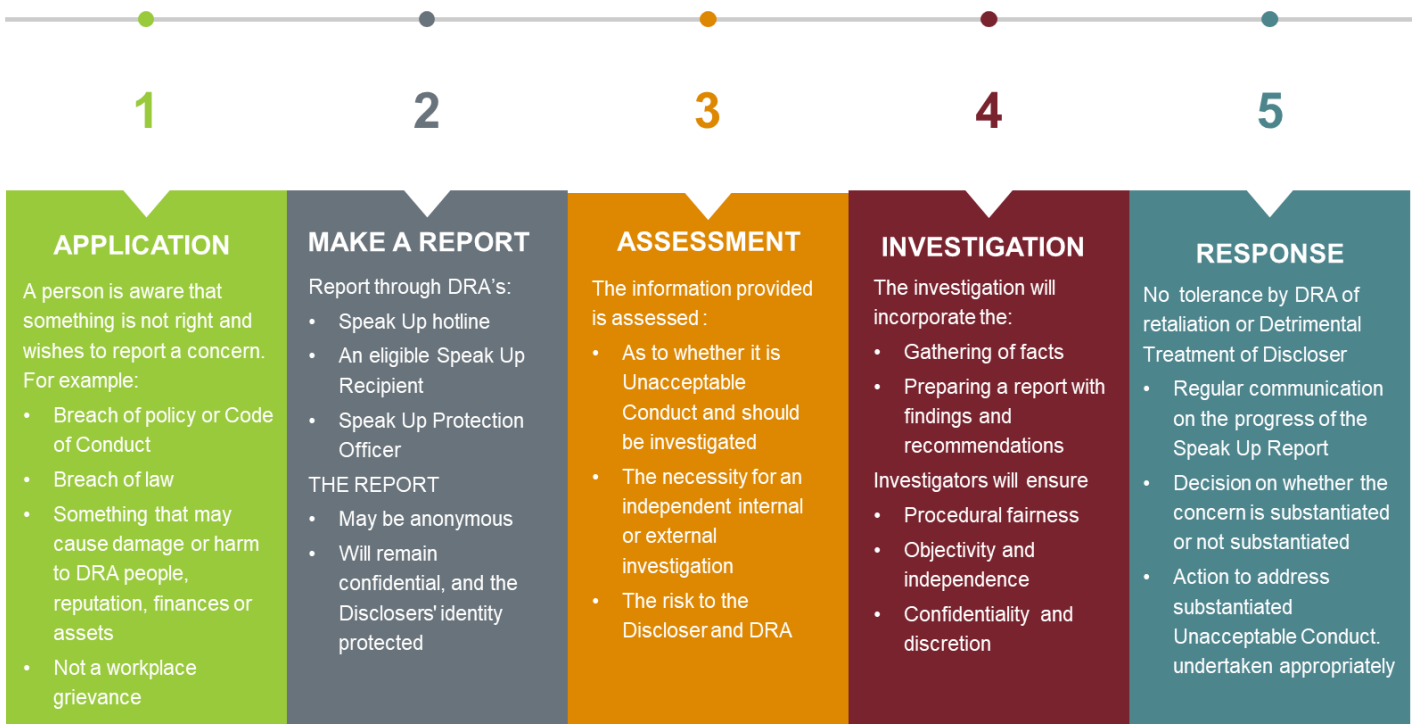 1
2
3
4
5
APPLICATION
A person is aware that
something is not right and
wishes to report a concern.
For example:
• Breach of policy or Code
of Conduct
• Breach of law
• Something that may
cause damage or harm
to DRA people,
reputation, finances or
assets
• Not a workplace
grievance
MAKE A REPORT
Report through DRA's:
• Speak Up hotline
• An eligible Speak Up
Recipient
• Speak Up Protection
Officer
THE REPORT
• May be anonymous
• Will remain
confidential, and the
Disclosers' identity
protected
ASSESSMENT
The information provided
is assessed :
• As to whether it is
Unacceptable
Conduct and should
be investigated
• The necessity for an
independent internal
or external
investigation
• The risk to the
Discloser and DRA
INVESTIGATION
The investigation will
incorporate the:
• Gathering of facts
• Preparing a report with
findings and
recommendations
Investigators will ensure
• Procedural fairness
• Objectivity and
independence
• Confidentiality and
discretion
RESPONSE
No tolerance by DRA of
retaliation or Detrimental
Treatment of Discloser
• Regular communication
on the progress of the
Speak Up Report
• Decision on whether the
concern is substantiated
or not substantiated
• Action to address
substantiated
Unacceptable Conduct.
undertaken appropriately